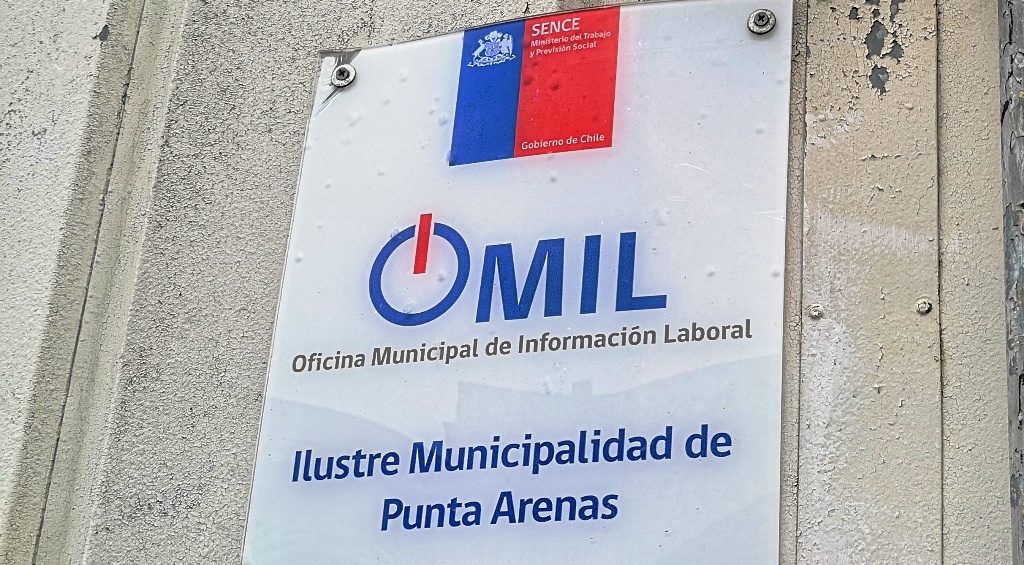 SENCE
Ministerio del Trabajo
y Previsión Social
Gobierno de Chile
OMIL
Oficina Municipal de Información Laboral
Ilustre Municipalidad de
Punta Arenas